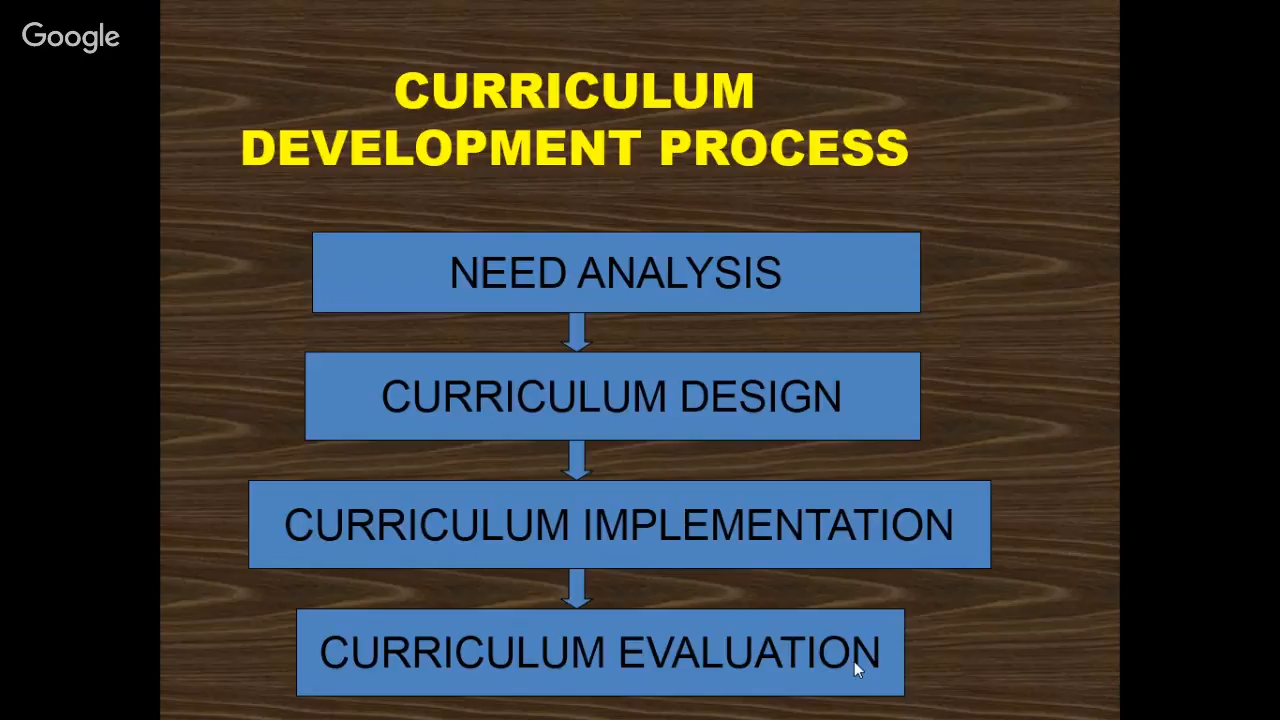 Google
CURRICULUM
DEVELOPMENT PROCESS
NEED ANALYSIS
CURRICULUM DESIGN
CURRICULUM IMPLEMENTATION
CURRICULUM EVALUATION